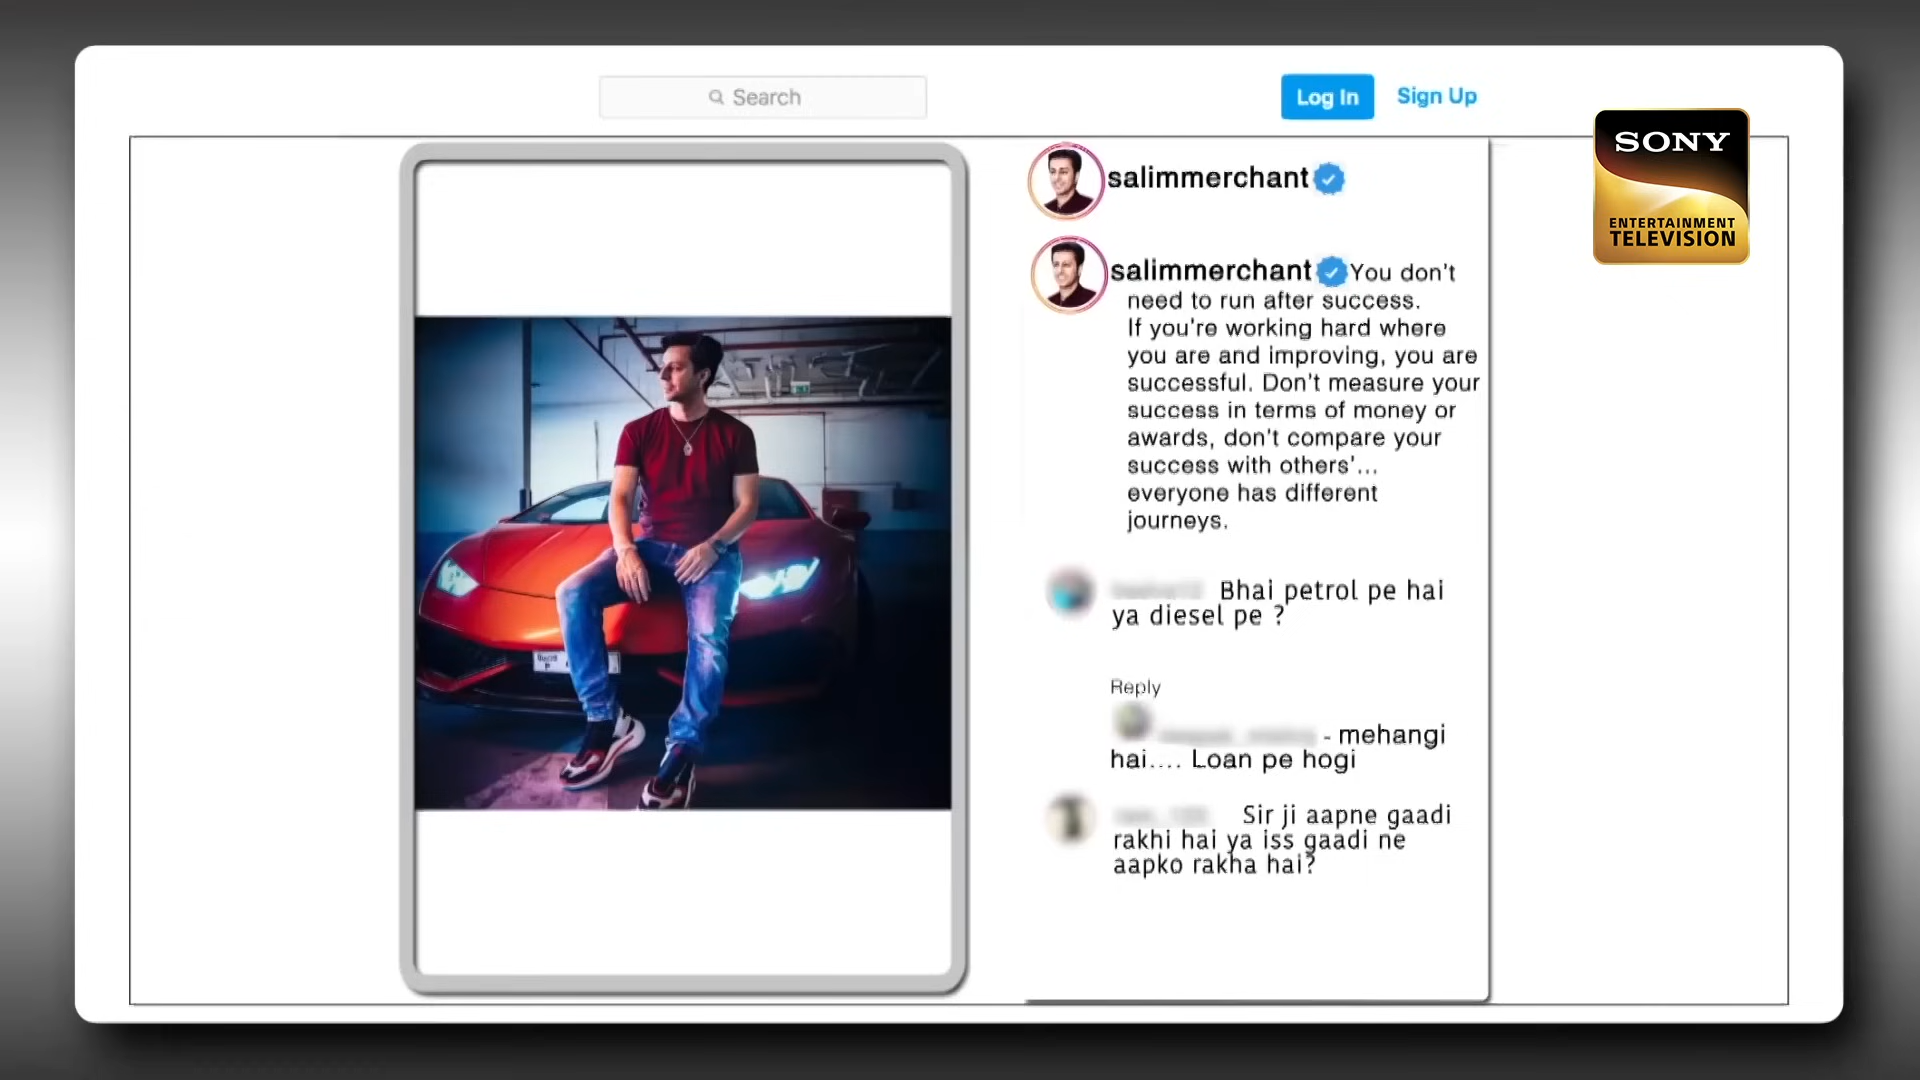 Search
Log In
Sign Up
SONY
ENTERTAINMENT
TELEVISION
salimmerchant
salimmerchant You don't
need to run after success.
If you're working hard where
you are and improving, you are
successful. Don't measure your
success in terms of money or
awards, don't compare your
success with others'...
everyone has different
journeys.
Bhai petrol pe hai
ya diesel pe ?
Reply
- mehangi
hai.... Loan pe hogi
Sir ji aapne gaadi
rakhi hai ya iss gaadi ne
aapko rakha hai?